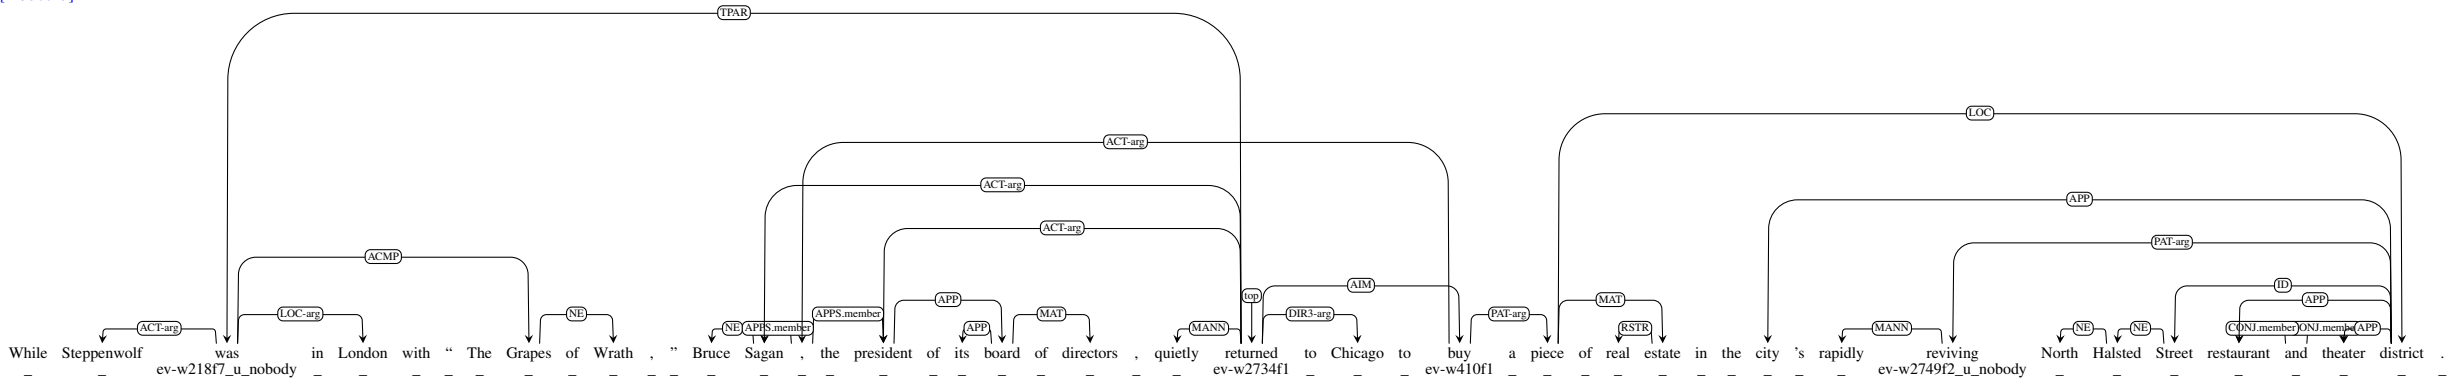 TPAR
LOC
ACT-arg
ACT-arg
APP
ACT-arg
PAT-arg
ACMP
AIM ID
top
APP MAT APP
LOC-arg NE APPS.member MAT DIR3-arg PAT-arg
ACT-arg NE APPS.member APP MANN RSTR MANN NE NE CONJ.member APP
While Steppenwolf was in London with “ The Grapes of Wrath , ” Bruce Sagan , the president of its board of directors , quietly returned to Chicago to buy a piece of real estate in the city 's rapidly reviving North Halsted Street restaurant and theater district .
_ _ ev-w218f7_u_nobody _ _ _ _ _ _ _ _ _ _ _ _ _ _ _ _ _ _ _ _ _ _ ev-w2734f1 _ _ _ ev-w410f1 _ _ _ _ _ _ _ _ _ _ ev-w2749f2_u_nobody _ _ _ _ _ _ _ _